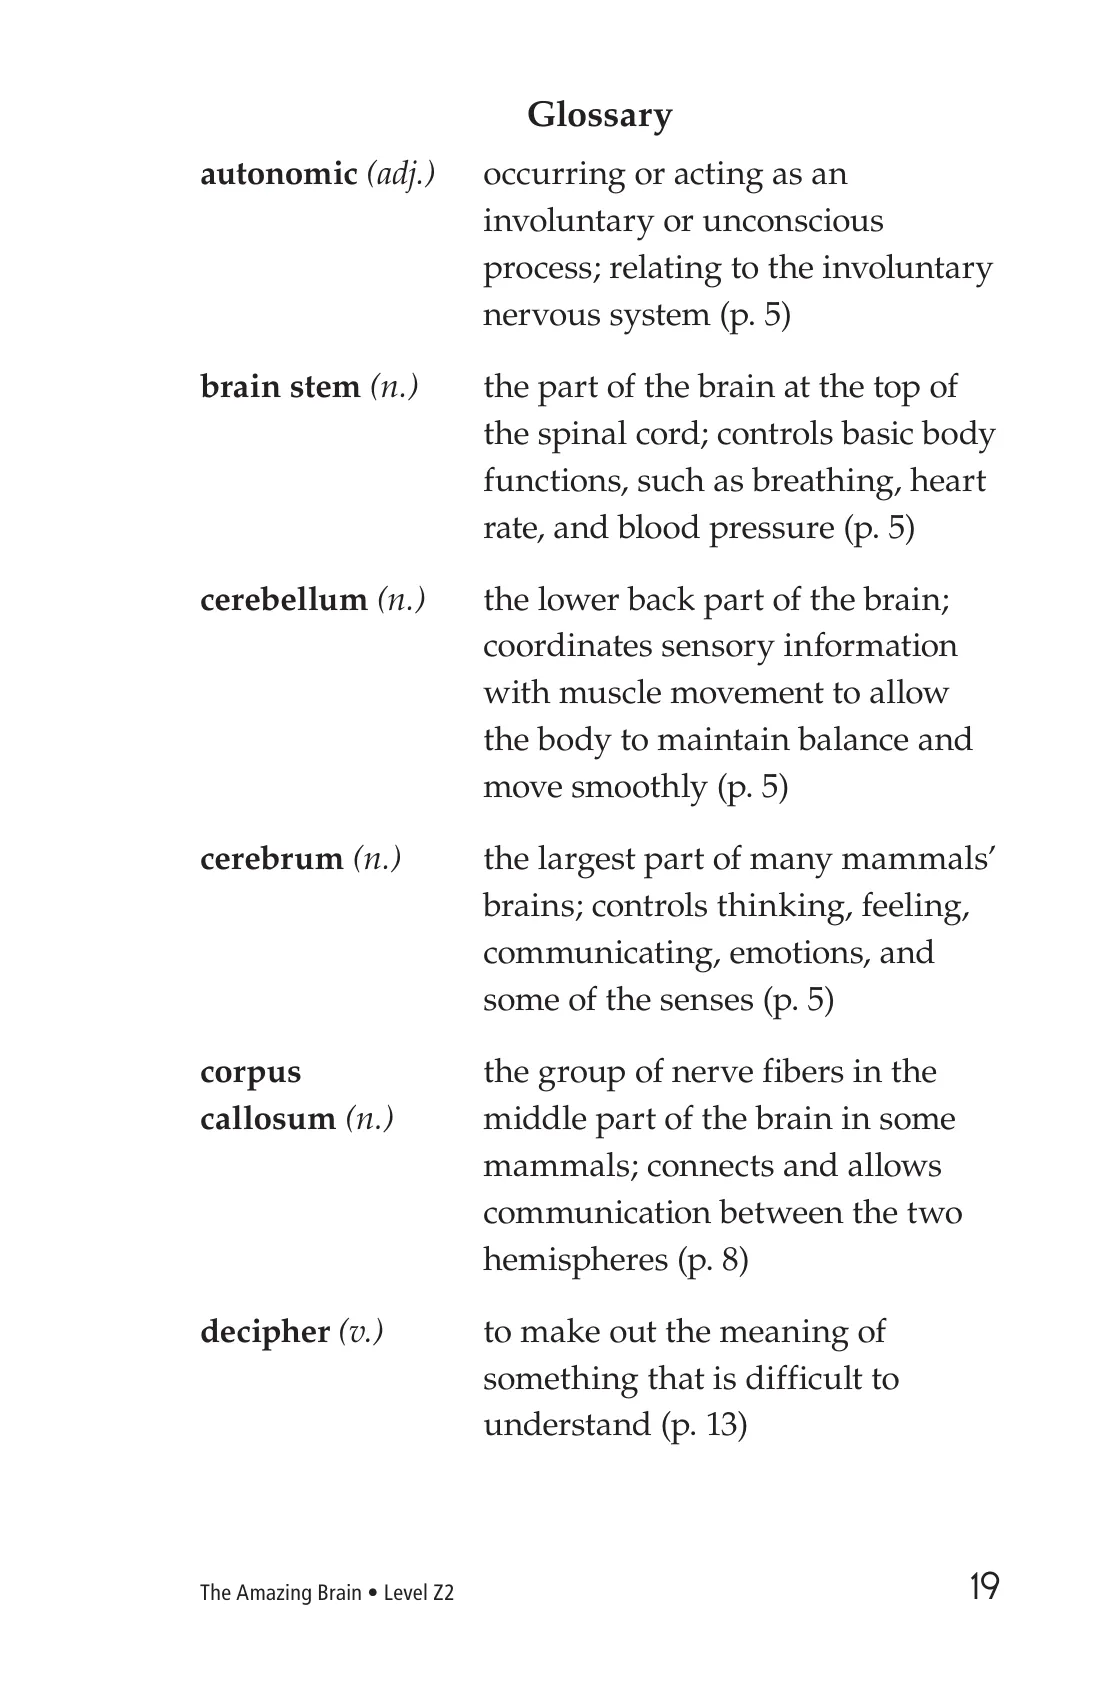 Glossary
autonomic (adj.) occurring or acting as an
involuntary or unconscious
process; relating to the involuntary
nervous system (p. 5)
brain stem (n.) the part of the brain at the top of
the spinal cord; controls basic body
functions, such as breathing, heart
rate, and blood pressure (p. 5)
cerebellum (n.) the lower back part of the brain;
coordinates sensory information
with muscle movement to allow
the body to maintain balance and
move smoothly (p. 5)
cerebrum (n.) the largest part of many mammals’
brains; controls thinking, feeling,
communicating, emotions, and
some of the senses (p. 5)
corpus the group of nerve fibers in the
callosum (n.) middle part of the brain in some
mammals; connects and allows
communication between the two
hemispheres (p. 8)
decipher (v.) to make out the meaning of
something that is difficult to
understand (p. 13)
The Amazing Brain • Level Z2 19